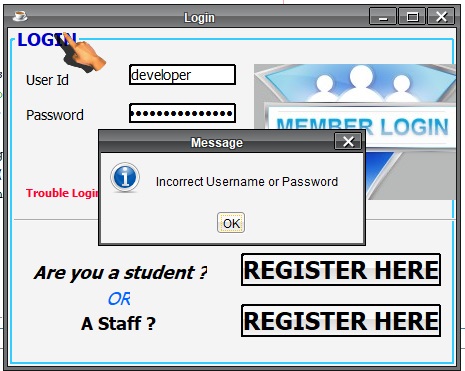 Login
LOGIN
User Id
developer
Password
••••••••••••••
MEMBER LOGIN
Message
Incorrect Username or Password
Trouble Login
OK
Are you a student ?
REGISTER HERE
OR
A Staff ?
REGISTER HERE